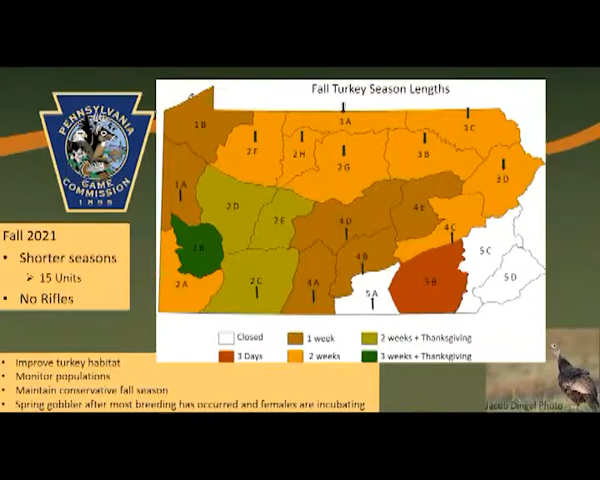 Fall Turkey Season Lengths
PENNSYLVANIA
GAME
COMMISSION
1895
1B
2F
2H
3A
2G
3B
3C
3D
1A
2D
2E
4D
4E
4C
5C
2B
2A
2C
4A
4B
5A
5B
5D
Fall 2021
• Shorter seasons
➢ 15 Units
• No Rifles
Closed
1 week
2 weeks + Thanksgiving
3 Days
2 weeks
3 weeks + Thanksgiving
• Improve turkey habitat
• Monitor populations
• Maintain conservative fall season
• Spring gobbler after most breeding has occurred and females are incubating
Jacob Dingel Photo